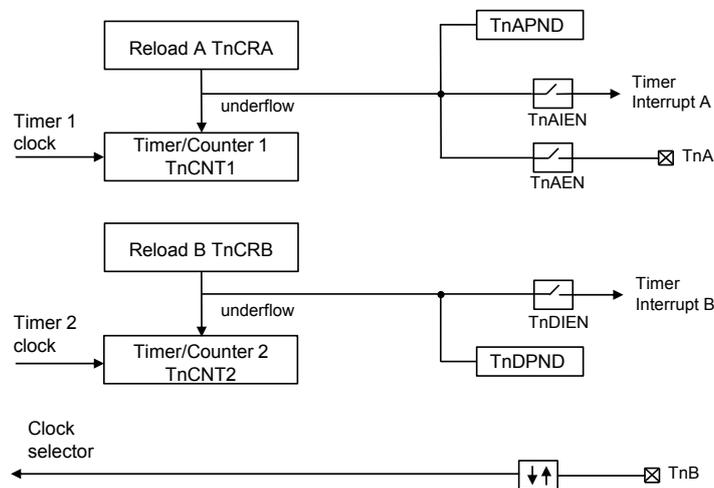 Reload A TnCRA
TnAPND
underflow
Timer
Interrupt A
TnAIEN
Timer 1
clock
Timer/Counter 1
TnCNT1
TnA
TnAEN
Reload B TnCRB
underflow
Timer
Interrupt B
TnDIEN
Timer 2
clock
Timer/Counter 2
TnCNT2
TnDPND
Clock
selector
TnB